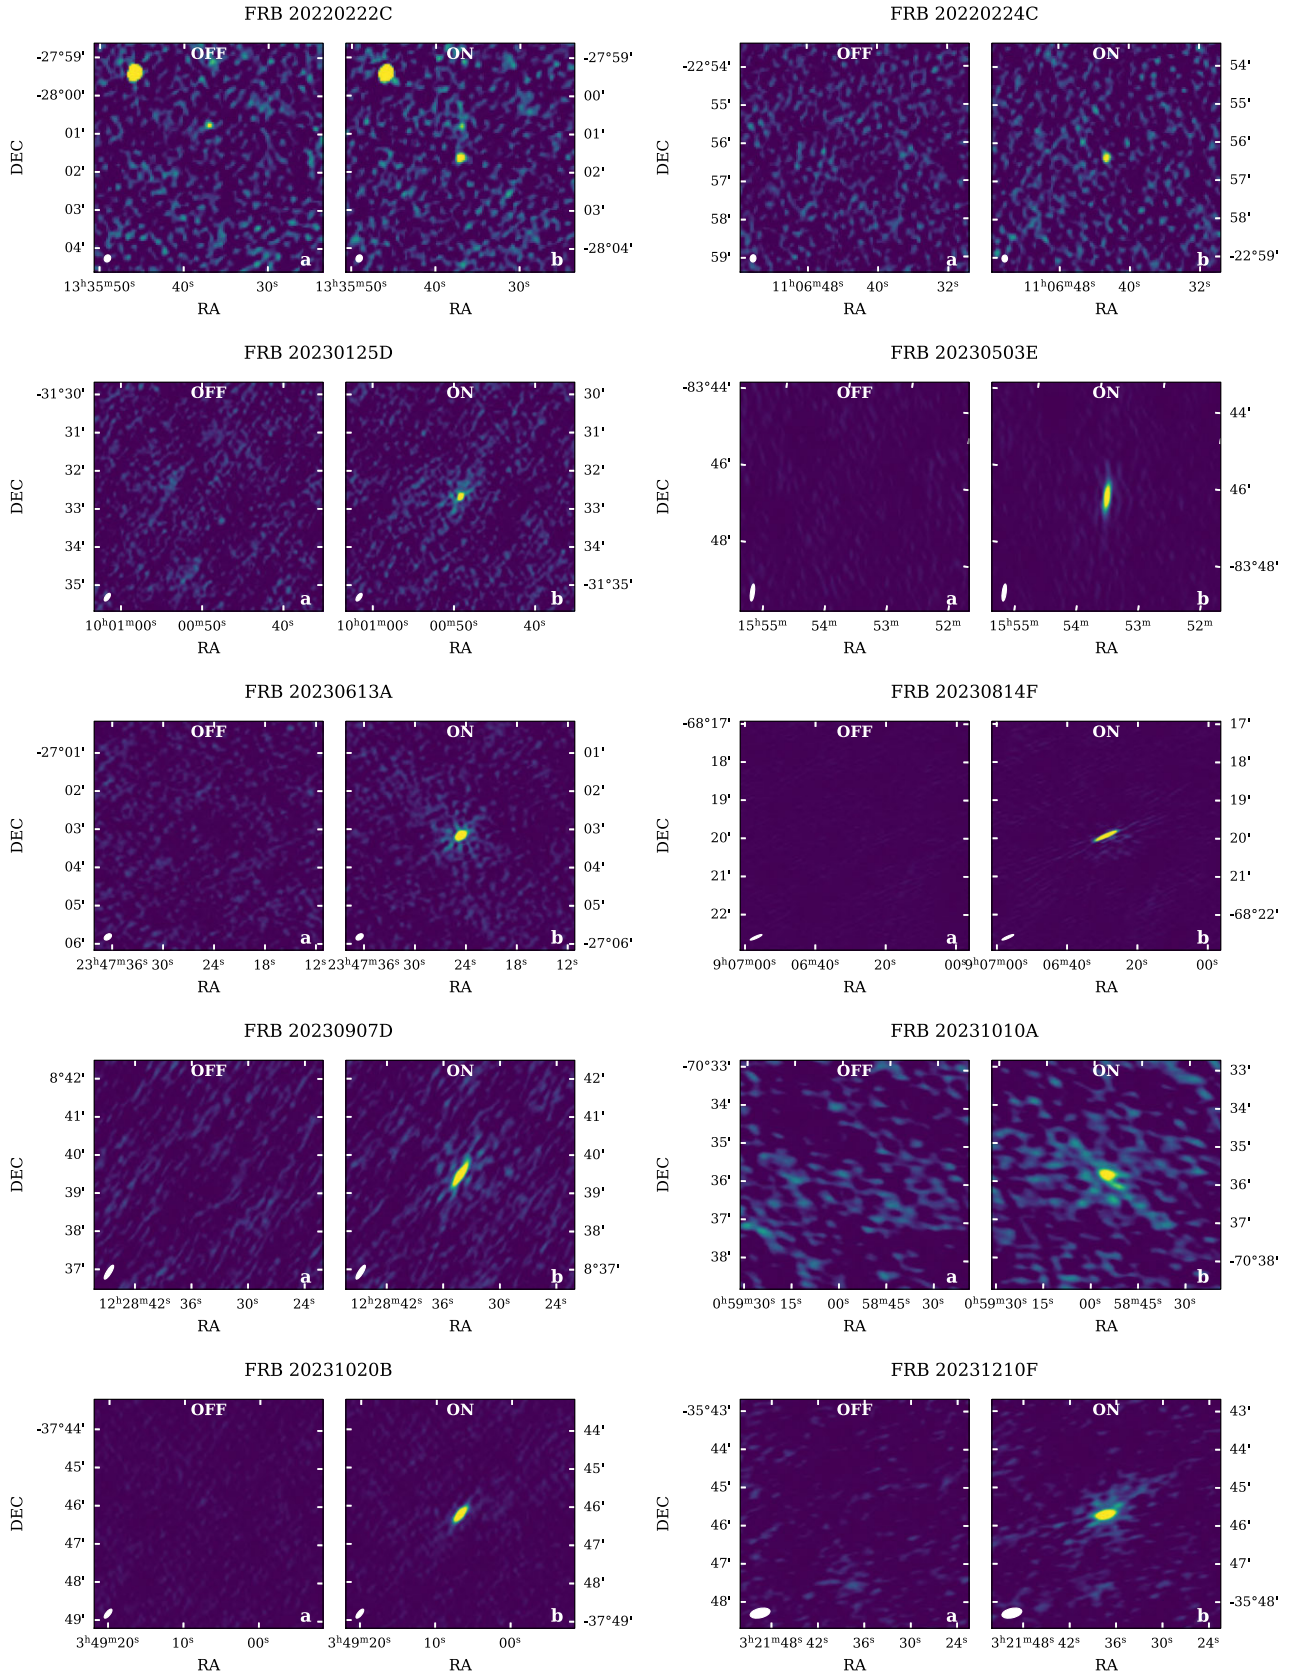 FRB 20220222C
FRB 20220224C
OFF
ON
OFF
ON
-27°59'
-28°00'
01'
02'
03'
04'
DEC
27°59'
00'
01'
02'
03'
-28°04'
-22°54'
55'
56'
57'
58'
59'
DEC
54'
55'
56'
57'
58'
-22°59'
a
b
a
b
13ʰ35ᵐ50ˢ 40ˢ 30ˢ
13ʰ35ᵐ50ˢ 40ˢ 30ˢ
11ʰ06ᵐ48ˢ 40ˢ 32ˢ
11ʰ06ᵐ48ˢ 40ˢ 32ˢ
RA
RA
RA
RA
FRB 20230125D
FRB 20230503E
OFF
ON
OFF
ON
-31°30'
31'
32'
33'
34'
35'
DEC
30'
31'
32'
33'
34'
-31°35'
-83°44'
46'
48'
DEC
44'
46'
-83°48'
a
b
a
b
10ʰ01ᵐ00ˢ 00ᵐ50ˢ 40ˢ
10ʰ01ᵐ00ˢ 00ᵐ50ˢ 40ˢ
15ʰ55ᵐ 54ᵐ 53ᵐ 52ᵐ
15ʰ55ᵐ 54ᵐ 53ᵐ 52ᵐ
RA
RA
RA
RA
FRB 20230613A
FRB 20230814F
OFF
ON
OFF
ON
-27°01'
02'
03'
04'
05'
06'
DEC
01'
02'
03'
04'
05'
-27°06'
-68°17'
18'
19'
20'
21'
22'
DEC
17'
18'
19'
20'
21'
-68°22'
a
b
a
b
23ʰ47ᵐ36ˢ 30ˢ 24ˢ 18ˢ 12ˢ
23ʰ47ᵐ36ˢ 30ˢ 24ˢ 18ˢ 12ˢ
9ʰ07ᵐ00ˢ 06ᵐ40ˢ 20ˢ 00ˢ
9ʰ07ᵐ00ˢ 06ᵐ40ˢ 20ˢ 00ˢ
RA
RA
RA
RA
FRB 20230907D
FRB 20231010A
OFF
ON
OFF
ON
8°42'
41'
40'
39'
38'
37'
DEC
42'
41'
40'
39'
38'
8°37'
-70°33'
34'
35'
36'
37'
38'
DEC
33'
34'
35'
36'
37'
-70°38'
a
b
a
b
12ʰ28ᵐ42ˢ 36ˢ 30ˢ 24ˢ
12ʰ28ᵐ42ˢ 36ˢ 30ˢ 24ˢ
0ʰ59ᵐ30ˢ 15ˢ 00ˢ 58ᵐ45ˢ 30ˢ
0ʰ59ᵐ30ˢ 15ˢ 00ˢ 58ᵐ45ˢ 30ˢ
RA
RA
RA
RA
FRB 20231020B
FRB 20231210F
OFF
ON
OFF
ON
-37°44'
45'
46'
47'
48'
49'
DEC
44'
45'
46'
47'
48'
-37°49'
-35°43'
44'
45'
46'
47'
48'
DEC
43'
44'
45'
46'
47'
-35°48'
a
b
a
b
3ʰ49ᵐ20ˢ 10ˢ 00ˢ
3ʰ49ᵐ20ˢ 10ˢ 00ˢ
3ʰ21ᵐ48ˢ 42ˢ 36ˢ 30ˢ 24ˢ
3ʰ21ᵐ48ˢ 42ˢ 36ˢ 30ˢ 24ˢ
RA
RA
RA
RA